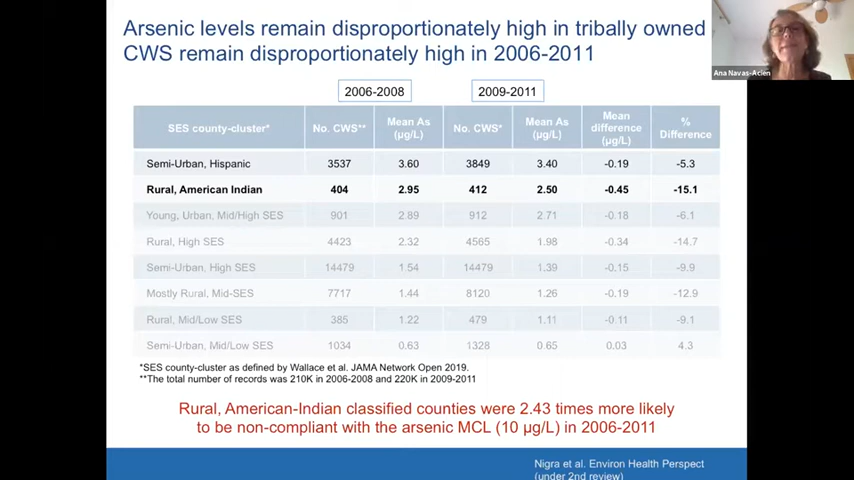 Arsenic levels remain disproportionately high in tribally owned
CWS remain disproportionately high in 2006-2011
Ana Navas-Acien
2006-2008 2009-2011
SES county-cluster* No. CWS** Mean As (µg/L) No. CWS* Mean As (µg/L) Mean difference (µg/L) % Difference
Semi-Urban, Hispanic 3537 3.60 3849 3.40 -0.19 -5.3
Rural, American Indian 404 2.95 412 2.50 -0.45 -15.1
Young, Urban, Mid/High SES 901 2.89 912 2.71 -0.18 -6.1
Rural, High SES 4423 2.32 4565 1.98 -0.34 -14.7
Semi-Urban, High SES 14479 1.54 14479 1.39 -0.15 -9.9
Mostly Rural, Mid-SES 7717 1.44 8120 1.26 -0.19 -12.9
Rural, Mid/Low SES 385 1.22 479 1.11 -0.11 -9.1
Semi-Urban, Mid/Low SES 1034 0.63 1328 0.65 0.03 4.3
*SES county-cluster as defined by Wallace et al. JAMA Network Open 2019.
**The total number of records was 210K in 2006-2008 and 220K in 2009-2011
Rural, American-Indian classified counties were 2.43 times more likely
to be non-compliant with the arsenic MCL (10 µg/L) in 2006-2011
Nigra et al. Environ Health Perspect
(under 2nd review)